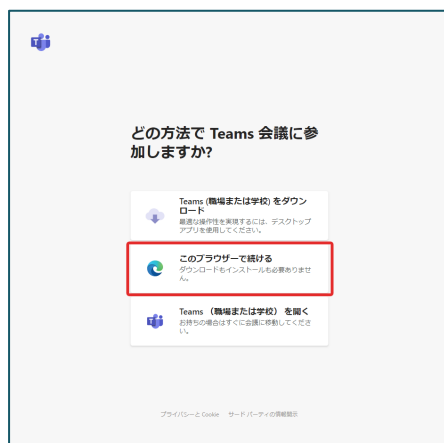 どの方法で Teams 会議に参
加しますか?
Teams (職場または学校) をダウン
ロード
最適な操作性を実現するには、デスクトップ
アプリを使用してください。
このブラウザーで続ける
ダウンロードもインストールも必要ありませ
ん。
Teams (職場または学校) を開く
お持ちの場合はすぐに会議に移動してくださ
い。
プライバシーと Cookie サード パーティの情報開示